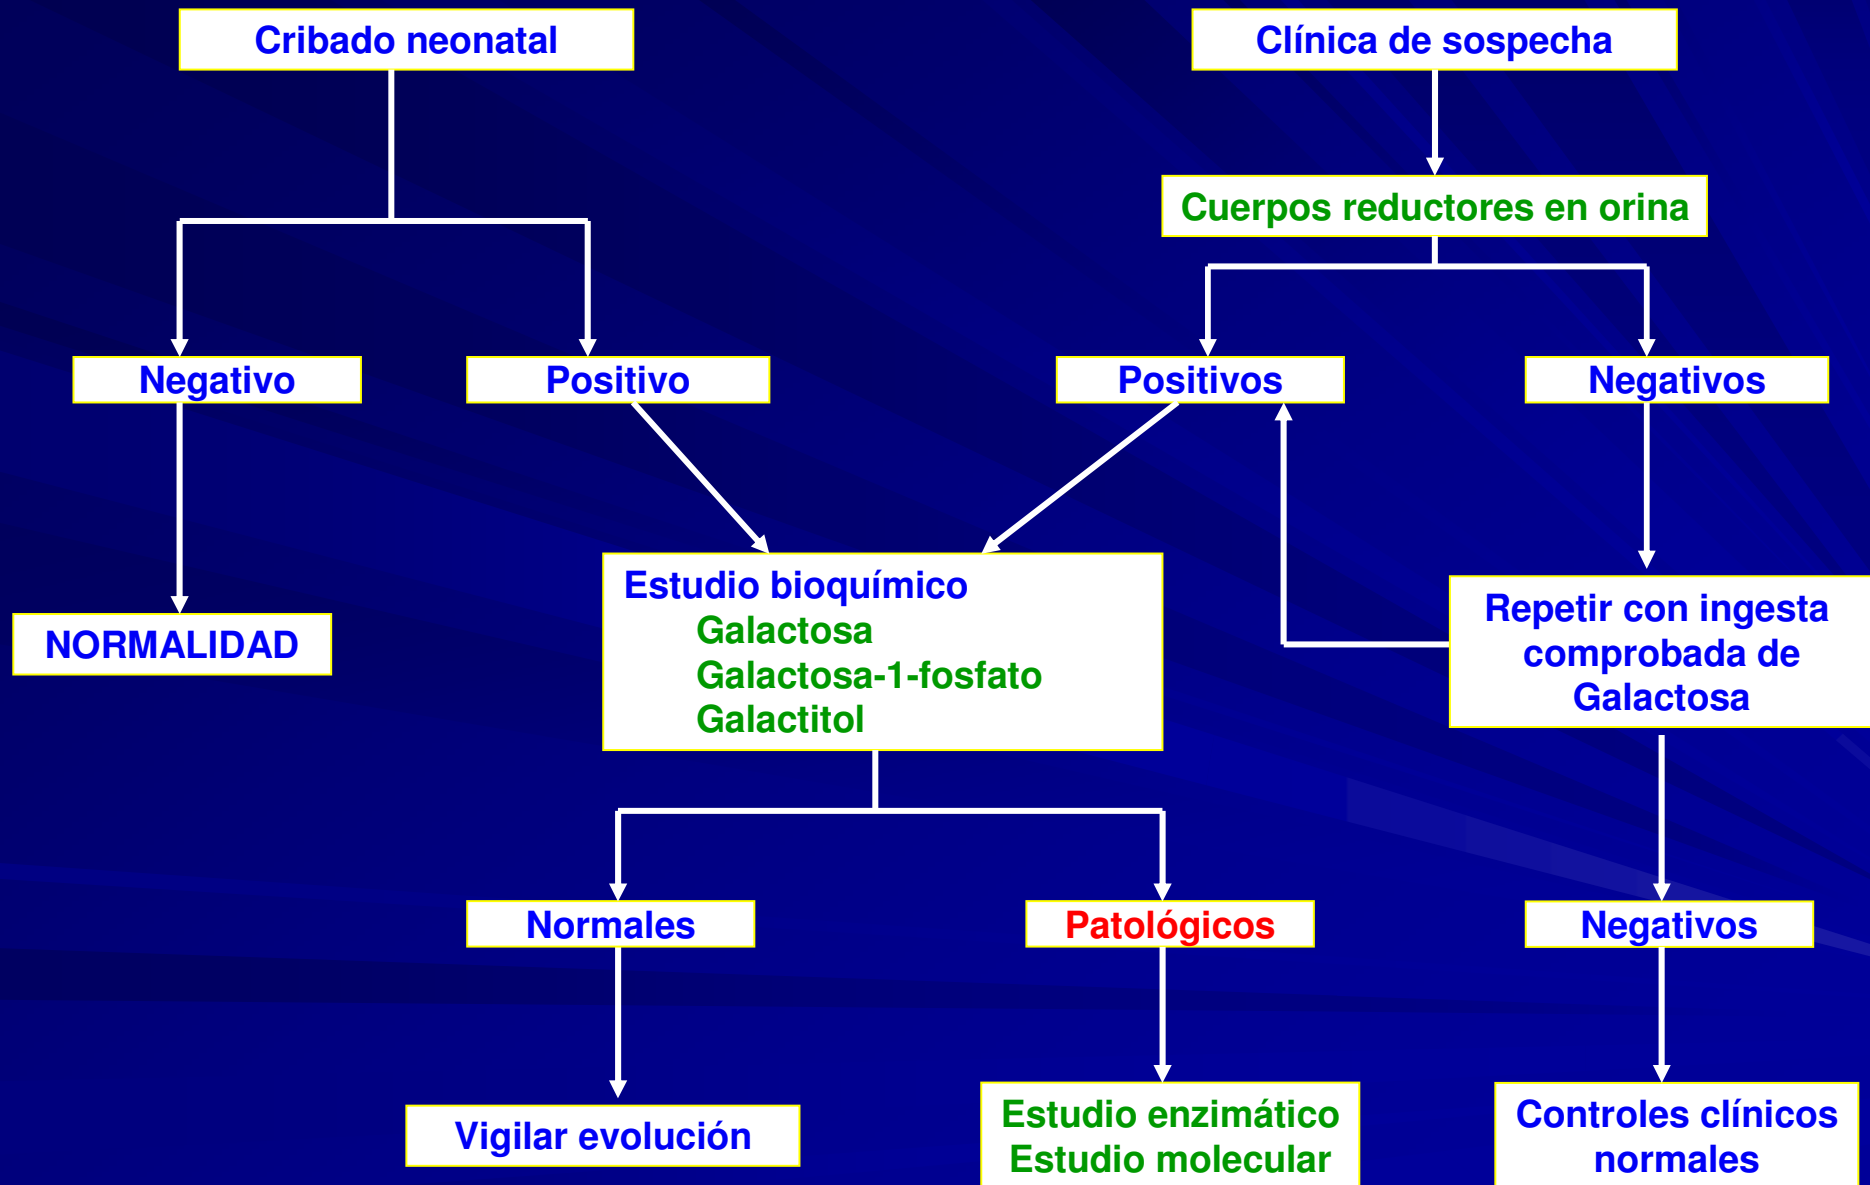 Cribado neonatal
Clínica de sospecha
Cuerpos reductores en orina
Negativo
Positivo
Positivos
Negativos
NORMALIDAD
Estudio bioquímico
Galactosa
Galactosa-1-fosfato
Galactitol
Repetir con ingesta
comprobada de
Galactosa
Normales
Patológicos
Negativos
Vigilar evolución
Estudio enzimático
Estudio molecular
Controles clínicos
normales